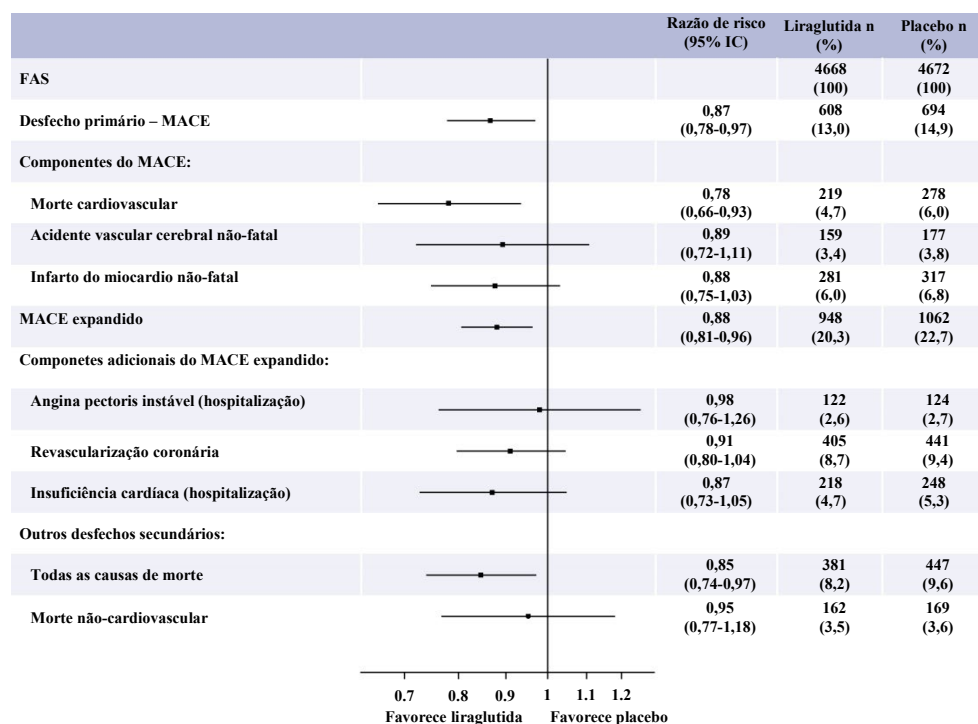 Razão de risco (95% IC) Liraglutida n (%) Placebo n (%)
FAS 4668 (100) 4672 (100)
Desfecho primário – MACE 0,87 (0,78-0,97) 608 (13,0) 694 (14,9)
Componentes do MACE:
Morte cardiovascular 0,78 (0,66-0,93) 219 (4,7) 278 (6,0)
Acidente vascular cerebral não-fatal 0,89 (0,72-1,11) 159 (3,4) 177 (3,8)
Infarto do miocardio não-fatal 0,88 (0,75-1,03) 281 (6,0) 317 (6,8)
MACE expandido 0,88 (0,81-0,96) 948 (20,3) 1062 (22,7)
Componetes adicionais do MACE expandido:
Angina pectoris instável (hospitalização) 0,98 (0,76-1,26) 122 (2,6) 124 (2,7)
Revascularização coronária 0,91 (0,80-1,04) 405 (8,7) 441 (9,4)
Insuficiência cardíaca (hospitalização) 0,87 (0,73-1,05) 218 (4,7) 248 (5,3)
Outros desfechos secundários:
Todas as causas de morte 0,85 (0,74-0,97) 381 (8,2) 447 (9,6)
Morte não-cardiovascular 0,95 (0,77-1,18) 162 (3,5) 169 (3,6)
0.7 0.8 0.9 1 1.1 1.2
Favorece liraglutida Favorece placebo